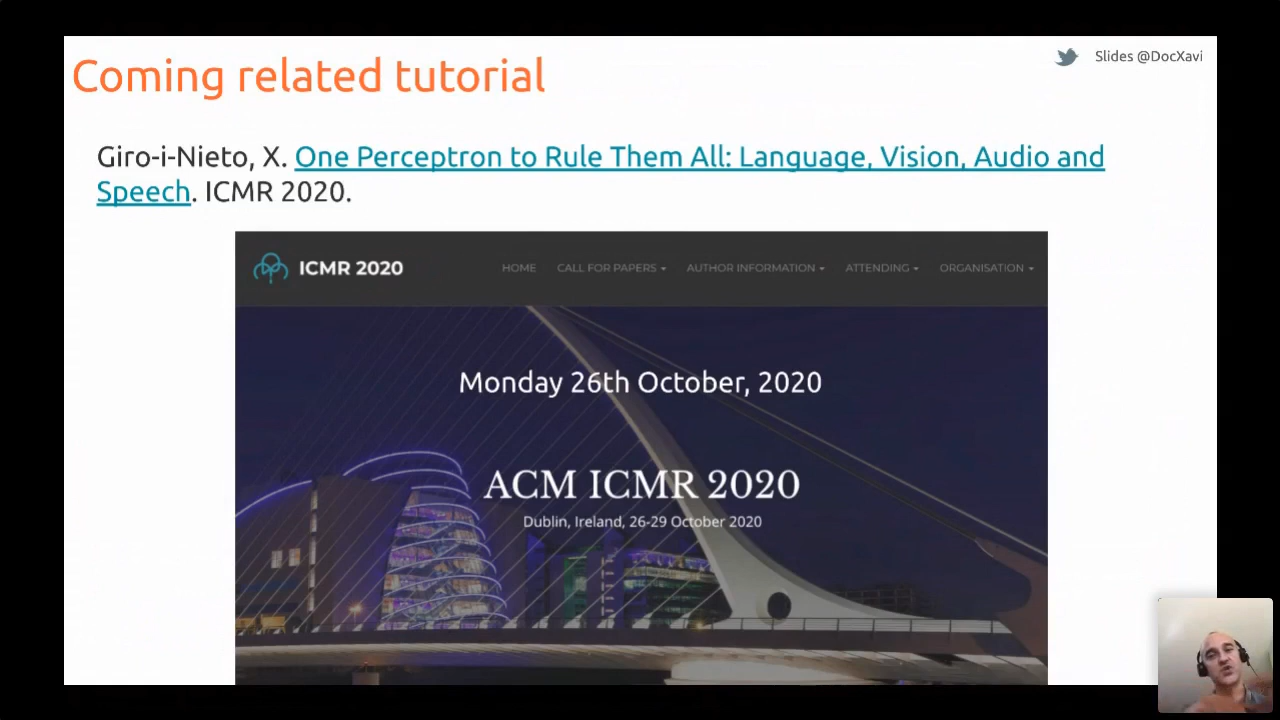 Coming related tutorial
Slides @DocXavi
Giro-i-Nieto, X. One Perceptron to Rule Them All: Language, Vision, Audio and
Speech. ICMR 2020.
ICMR 2020
HOME CALL FOR PAPERS AUTHOR INFORMATION ATTENDING ORGANISATION
Monday 26th October, 2020
ACM ICMR 2020
Dublin, Ireland, 26-29 October 2020